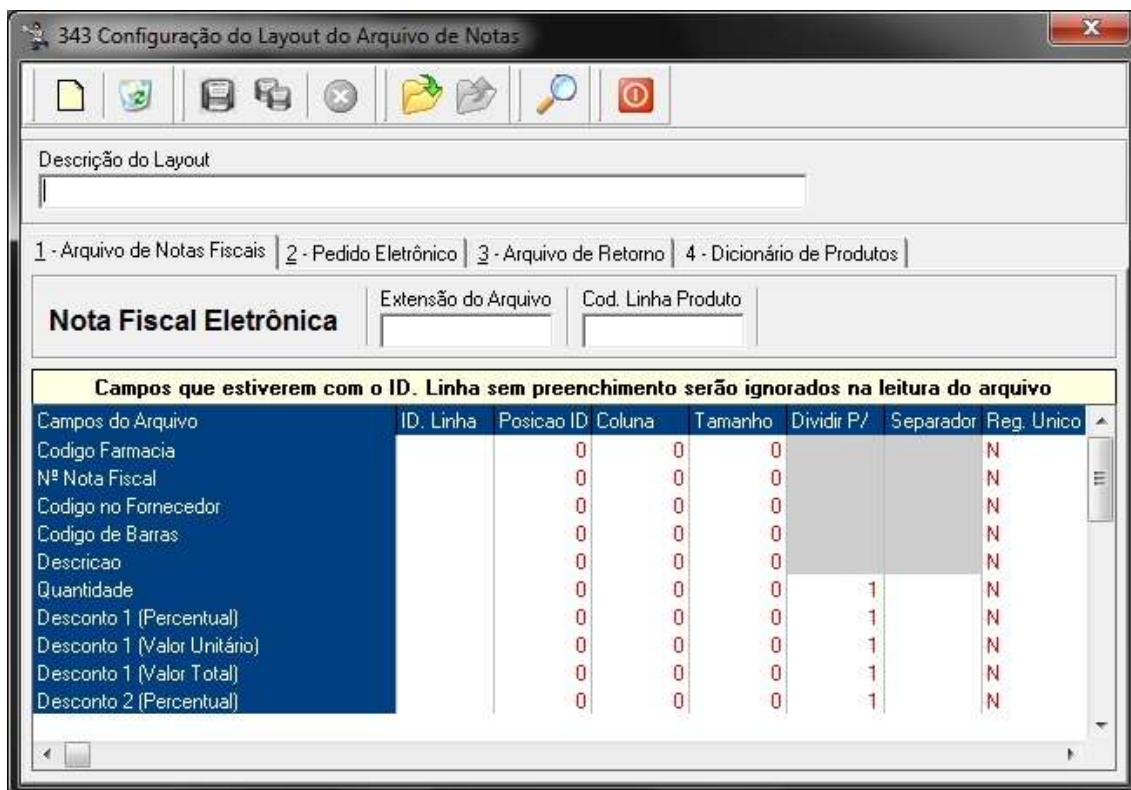 343 Configuração do Layout do Arquivo de Notas
Descrição do Layout
1 - Arquivo de Notas Fiscais 2 - Pedido Eletrônico 3 - Arquivo de Retorno 4 - Dicionário de Produtos
Nota Fiscal Eletrônica Extensão do Arquivo Cod. Linha Produto
Campos que estiverem com o ID. Linha sem preenchimento serão ignorados na leitura do arquivo
Campos do Arquivo ID. Linha Posicao ID Coluna Tamanho Dividir P/ Separador Reg. Unico
Codigo Farmacia 0 0 0 N
Nº Nota Fiscal 0 0 0 N
Codigo no Fornecedor 0 0 0 N
Codigo de Barras 0 0 0 N
Descricao 0 0 0 N
Quantidade 0 0 0 1 N
Desconto 1 (Percentual) 0 0 0 1 N
Desconto 1 (Valor Unitário) 0 0 0 1 N
Desconto 1 (Valor Total) 0 0 0 1 N
Desconto 2 (Percentual) 0 0 0 1 N